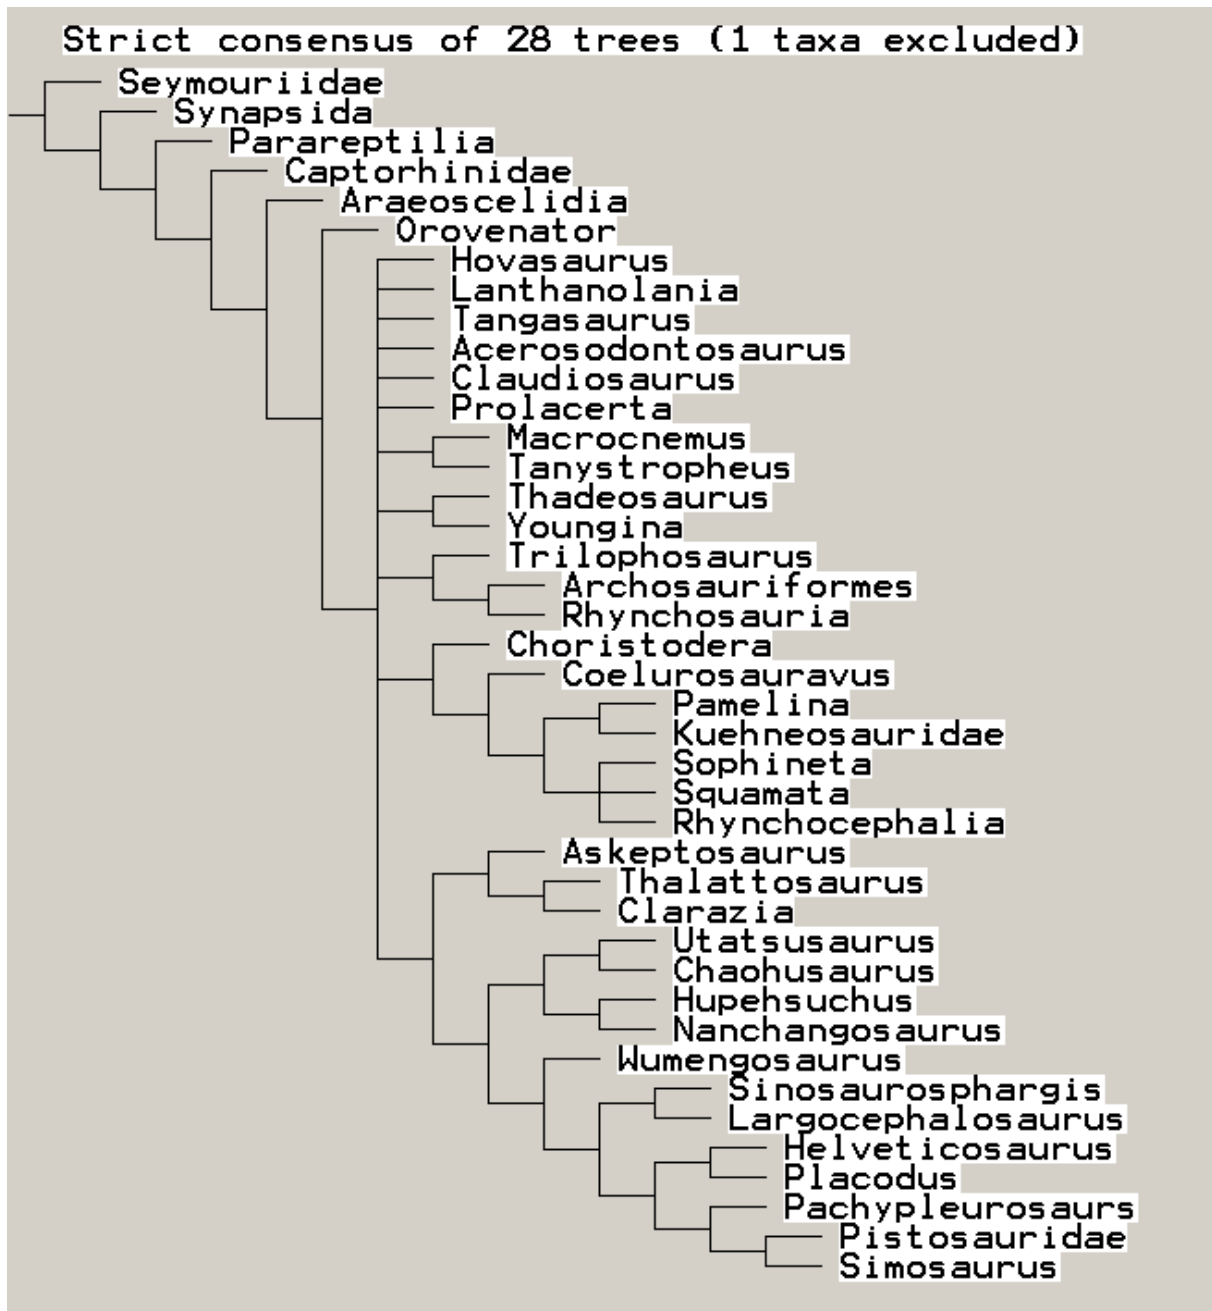 Strict consensus of 28 trees (1 taxa excluded)
Seymouriidae
Synapsida
Parareptilia
Captorhinidae
Araeoscelidia
Orovenator
Hovasaurus
Lanthanolania
Tangasaurus
Acerosodontosaurus
Claudiosaurus
Prolacerta
Macrocnemus
Tanystropheus
Thadeosaurus
Youngina
Trilophosaurus
Archosauriformes
Rhynchosauria
Choristodera
Coelurosauravus
Pamelina
Kuehneosauridae
Sophineta
Squamata
Rhynchocephalia
Askeptosaurus
Thalattosaurus
Clarazia
Utatsusaurus
Chaohusaurus
Hupehsuchus
Nanchangosaurus
Wumengosaurus
Sinosaurosphargis
Largocephalosaurus
Helveticosaurus
Placodus
Pachypleurosaurs
Pistosauridae
Simosaurus